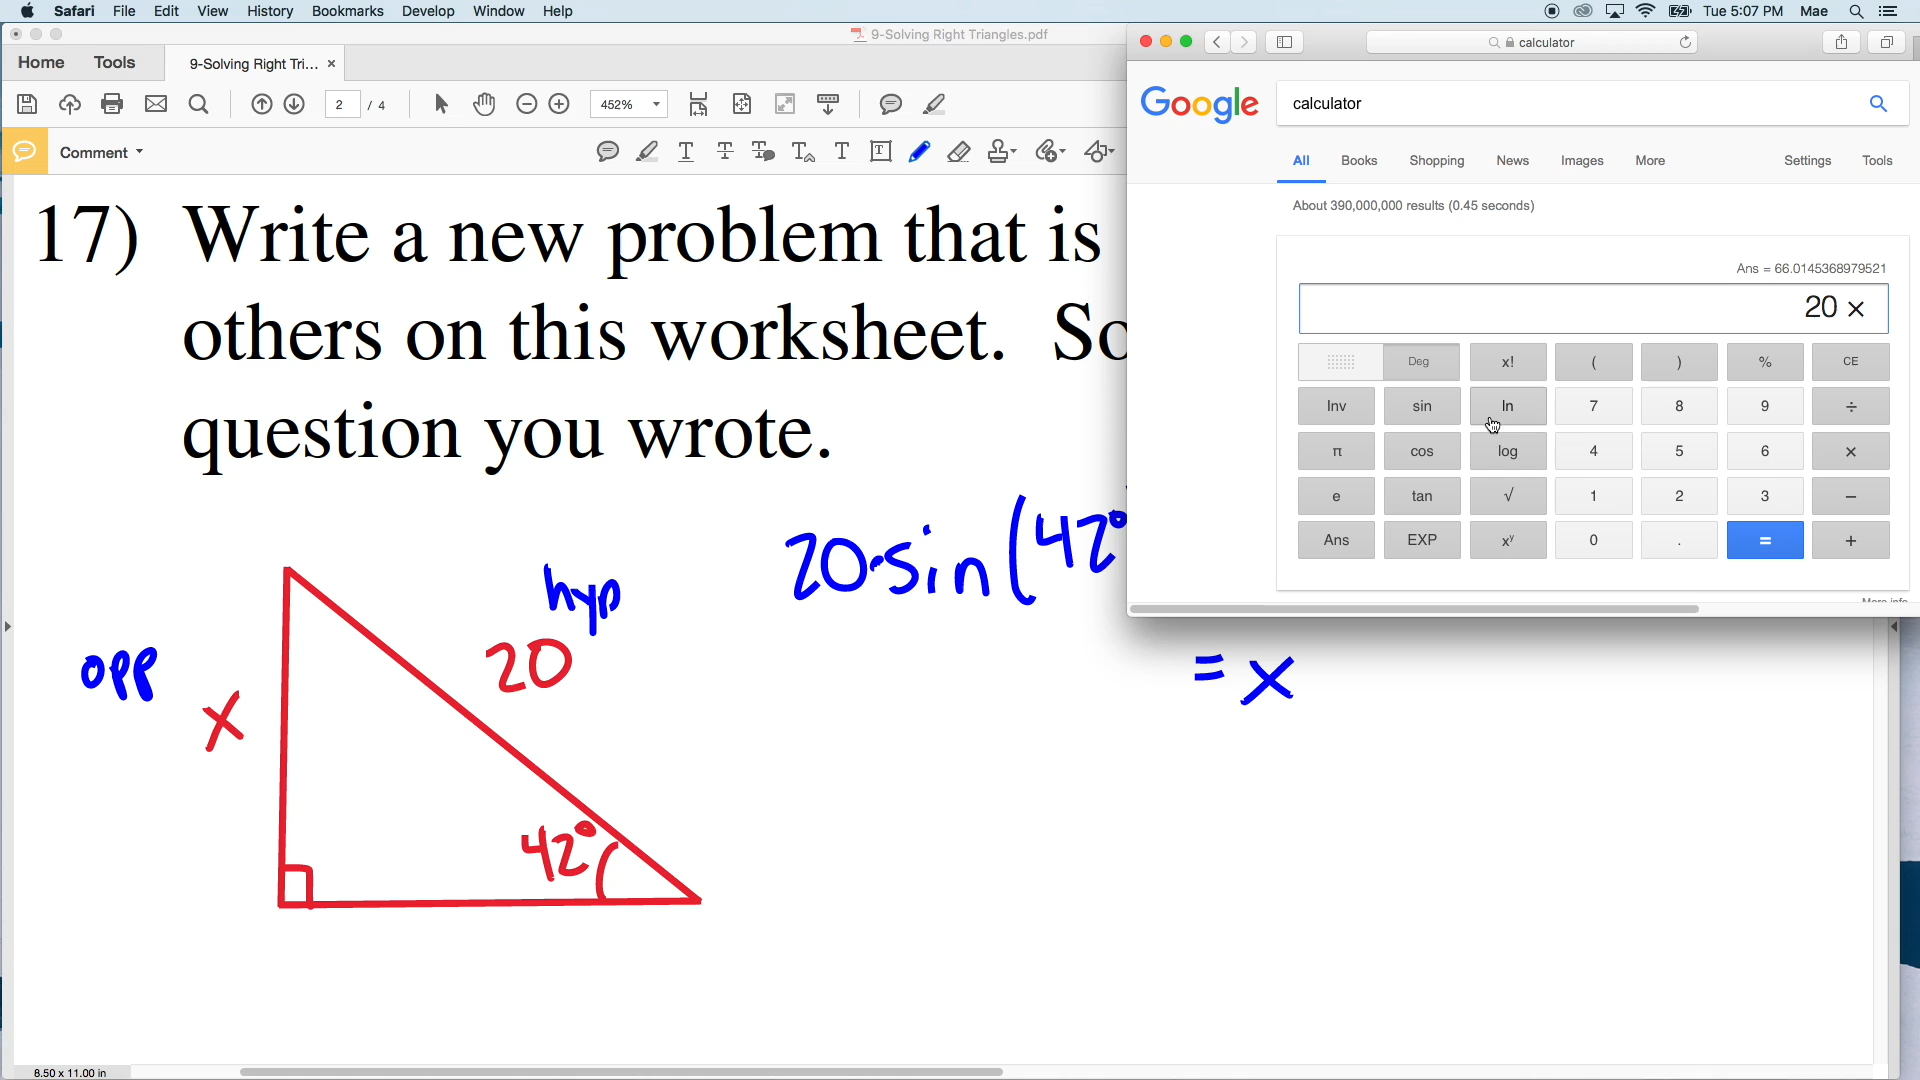 Safari File Edit View History Bookmarks Develop Window Help Tue 5:07 PM Mae
9-Solving Right Triangles.pdf
Home Tools 9-Solving Right Tri... ×
2 / 4 452%
Comment
17) Write a new problem that is
others on this worksheet. So
question you wrote.
hyp
20·sin(42°
opp
20
x
= x
42°
8.50 x 11.00 in
calculator
Google
calculator
All Books Shopping News Images More Settings Tools
About 390,000,000 results (0.45 seconds)
Ans = 66.0145368979521
20 ×
Deg x! ( ) % CE
Inv sin ln 7 8 9 ÷
π cos log 4 5 6 ×
e tan √ 1 2 3 −
Ans EXP xʸ 0 . = +
More info